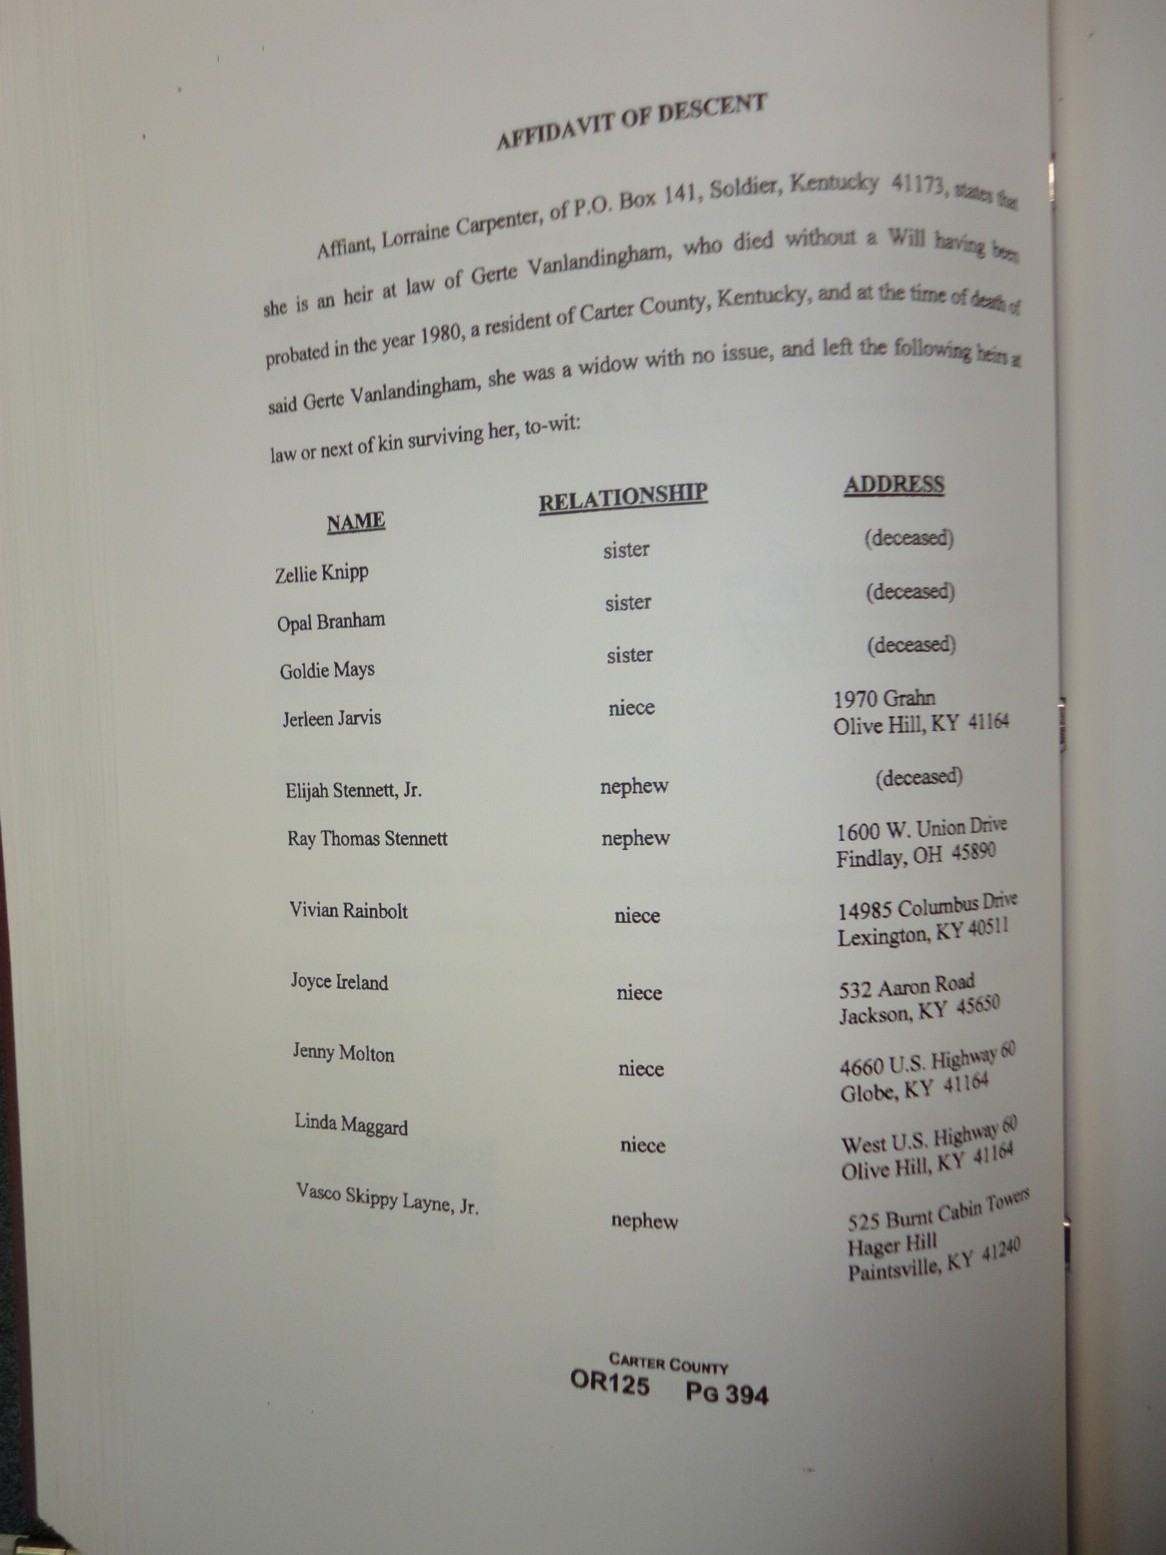 AFFIDAVIT OF DESCENT
Affiant, Lorraine Carpenter, of P.O. Box 141, Soldier, Kentucky 41173, states that
she is an heir at law of Gerte Vanlandingham, who died without a Will having been
probated in the year 1980, a resident of Carter County, Kentucky, and at the time of death of
said Gerte Vanlandingham, she was a widow with no issue, and left the following heirs at
law or next of kin surviving her, to-wit:
NAME RELATIONSHIP ADDRESS
Zellie Knipp sister (deceased)
Opal Branham sister (deceased)
Goldie Mays sister (deceased)
Jerleen Jarvis niece 1970 Grahn
Olive Hill, KY 41164
Elijah Stennett, Jr. nephew (deceased)
Ray Thomas Stennett nephew 1600 W. Union Drive
Findlay, OH 45890
Vivian Rainbolt niece 14985 Columbus Drive
Lexington, KY 40511
Joyce Ireland niece 532 Aaron Road
Jackson, KY 45650
Jenny Molton niece 4660 U.S. Highway 60
Globe, KY 41164
Linda Maggard niece West U.S. Highway 60
Olive Hill, KY 41164
Vasco Skippy Layne, Jr. nephew 525 Burnt Cabin Towers
Hager Hill
Paintsville, KY 41240
CARTER COUNTY
OR125 PG 394